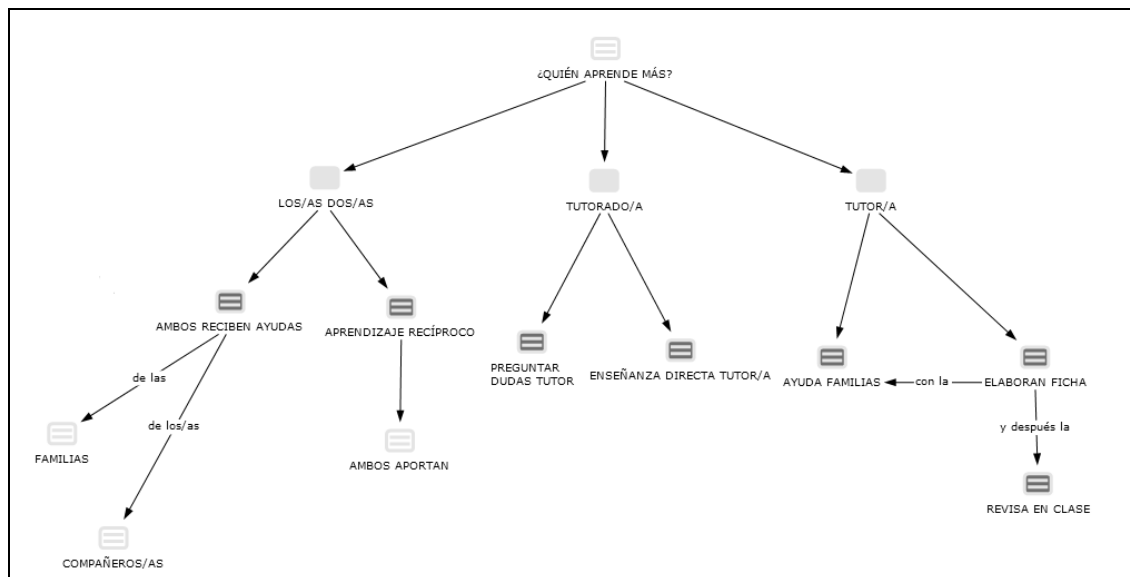 ¿QUIÉN APRENDE MÁS?
LOS/AS DOS/AS
TUTORADO/A
TUTOR/A
AMBOS RECIBEN AYUDAS
APRENDIZAJE RECÍPROCO
PREGUNTAR
DUDAS TUTOR
ENSEÑANZA DIRECTA TUTOR/A
AYUDA FAMILIAS
con la
ELABORAN FICHA
de las
de los/as
y después la
FAMILIAS
AMBOS APORTAN
REVISA EN CLASE
COMPAÑEROS/AS